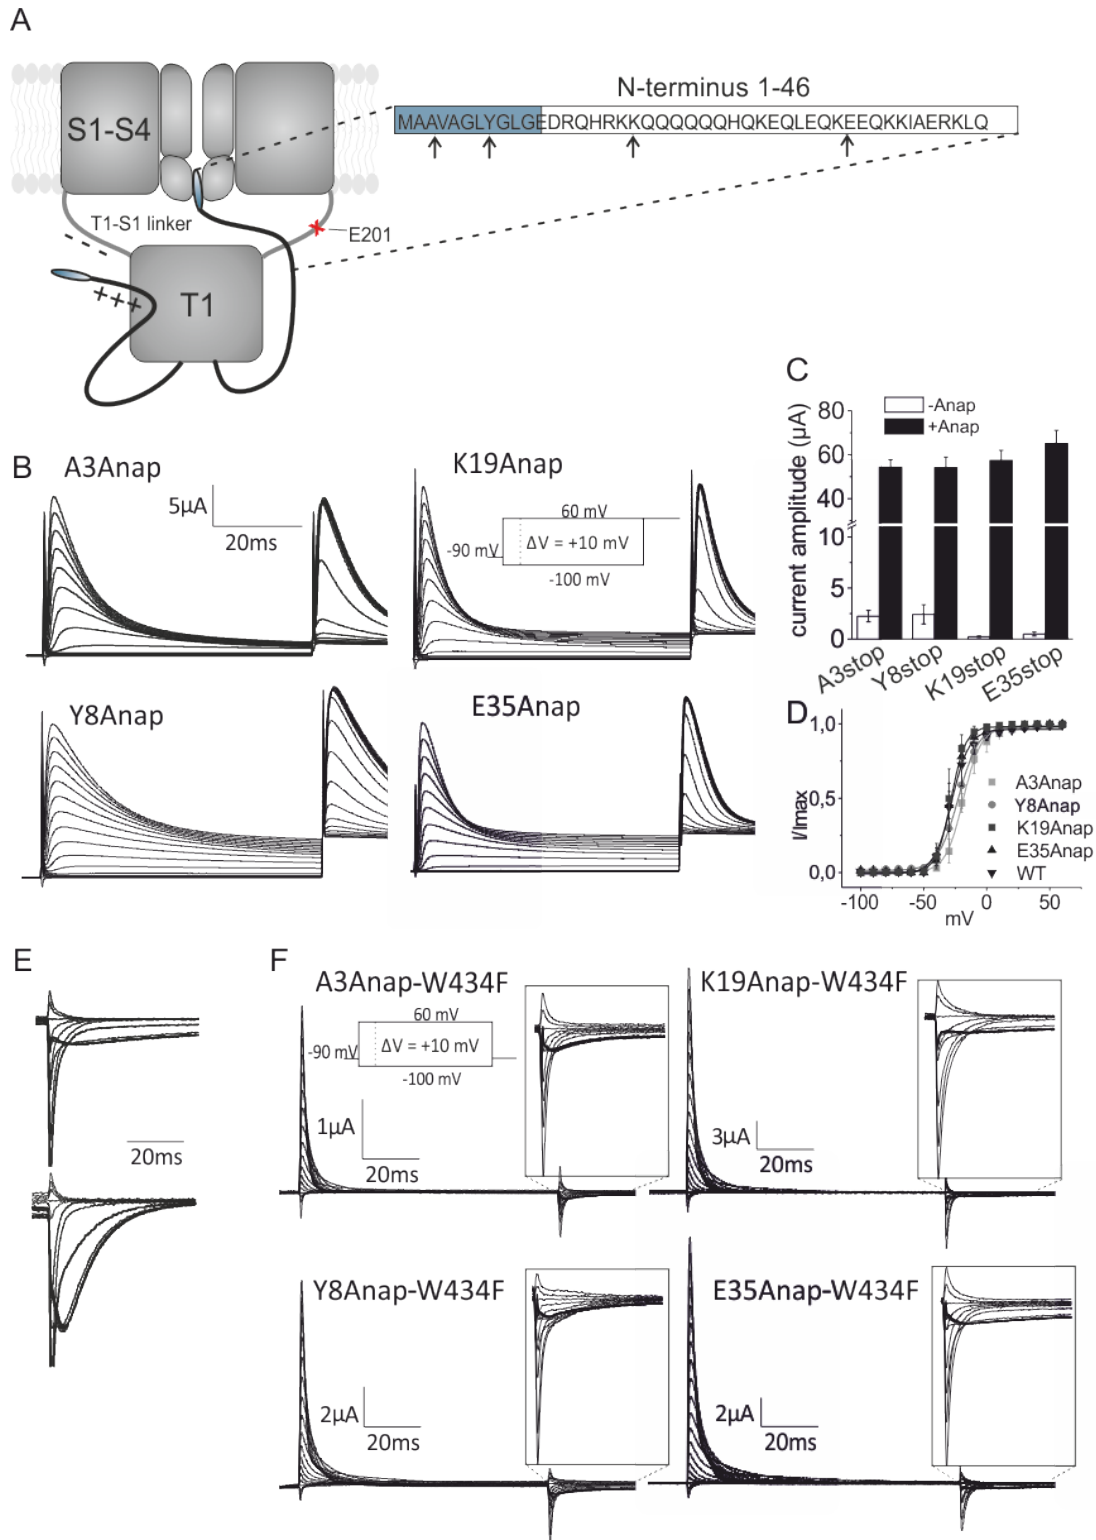 A
N-terminus 1-46
S1-S4
MAAVAGLYGLGEDRQHRKKQQQQQQHQKEQLEQKEEQKKIAERKLQ
T1-S1 linker
E201
+++
T1
B
A3Anap
5µA
20ms
K19Anap
60 mV
-90 mV
ΔV = +10 mV
-100 mV
Y8Anap
E35Anap
C
current amplitude (µA)
80
60
40
10
5
0
-Anap
+Anap
A3stop
Y8stop
K19stop
E35stop
D
I/Imax
1,0
0,5
0,0
A3Anap
Y8Anap
K19Anap
E35Anap
WT
-100
-50
0
50
mV
E
20ms
F
A3Anap-W434F
60 mV
-90 mV
ΔV = +10 mV
-100 mV
1µA
20ms
K19Anap-W434F
3µA
20ms
Y8Anap-W434F
2µA
20ms
E35Anap-W434F
2µA
20ms